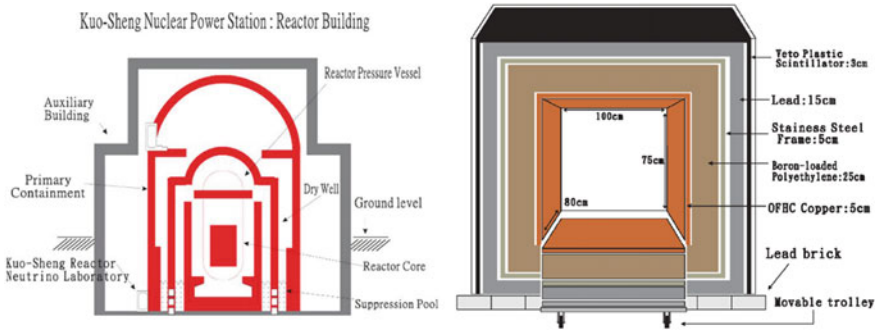 Kuo-Sheng Nuclear Power Station : Reactor Building
Reactor Pressure Vessel
Auxiliary
Building
Primary
Containment
Dry Well
Ground level
Kuo-Sheng Reactor
Neutrino Laboratory
Reactor Core
Suppression Pool
Veto Plastic
Scintillator:3cm
Lead:15cm
Stainless Steel
Frame:5cm
Boron-loaded
Polyethylene:25cm
OFHC Copper:5cm
Lead brick
Movable trolley
100cm
75cm
80cm